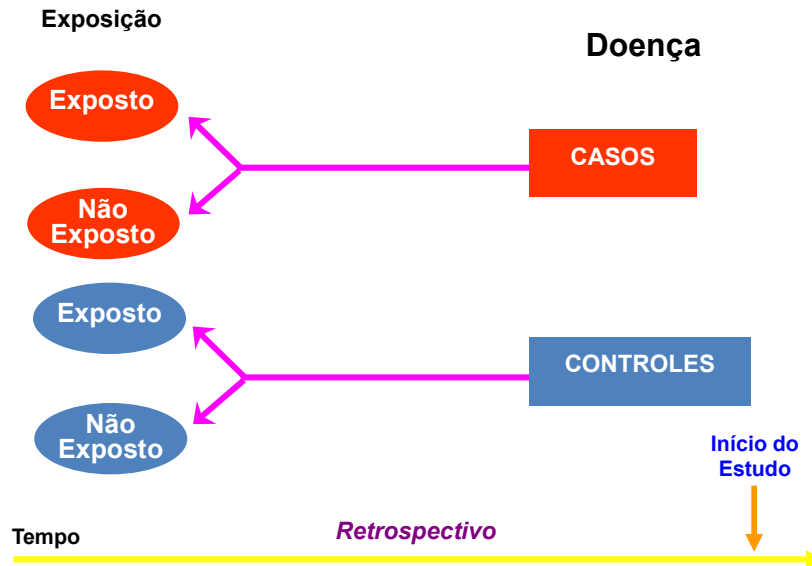 Exposição
Doença
Exposto
CASOS
Não
Exposto
Exposto
CONTROLES
Não
Exposto
Início do
Estudo
Tempo
Retrospectivo